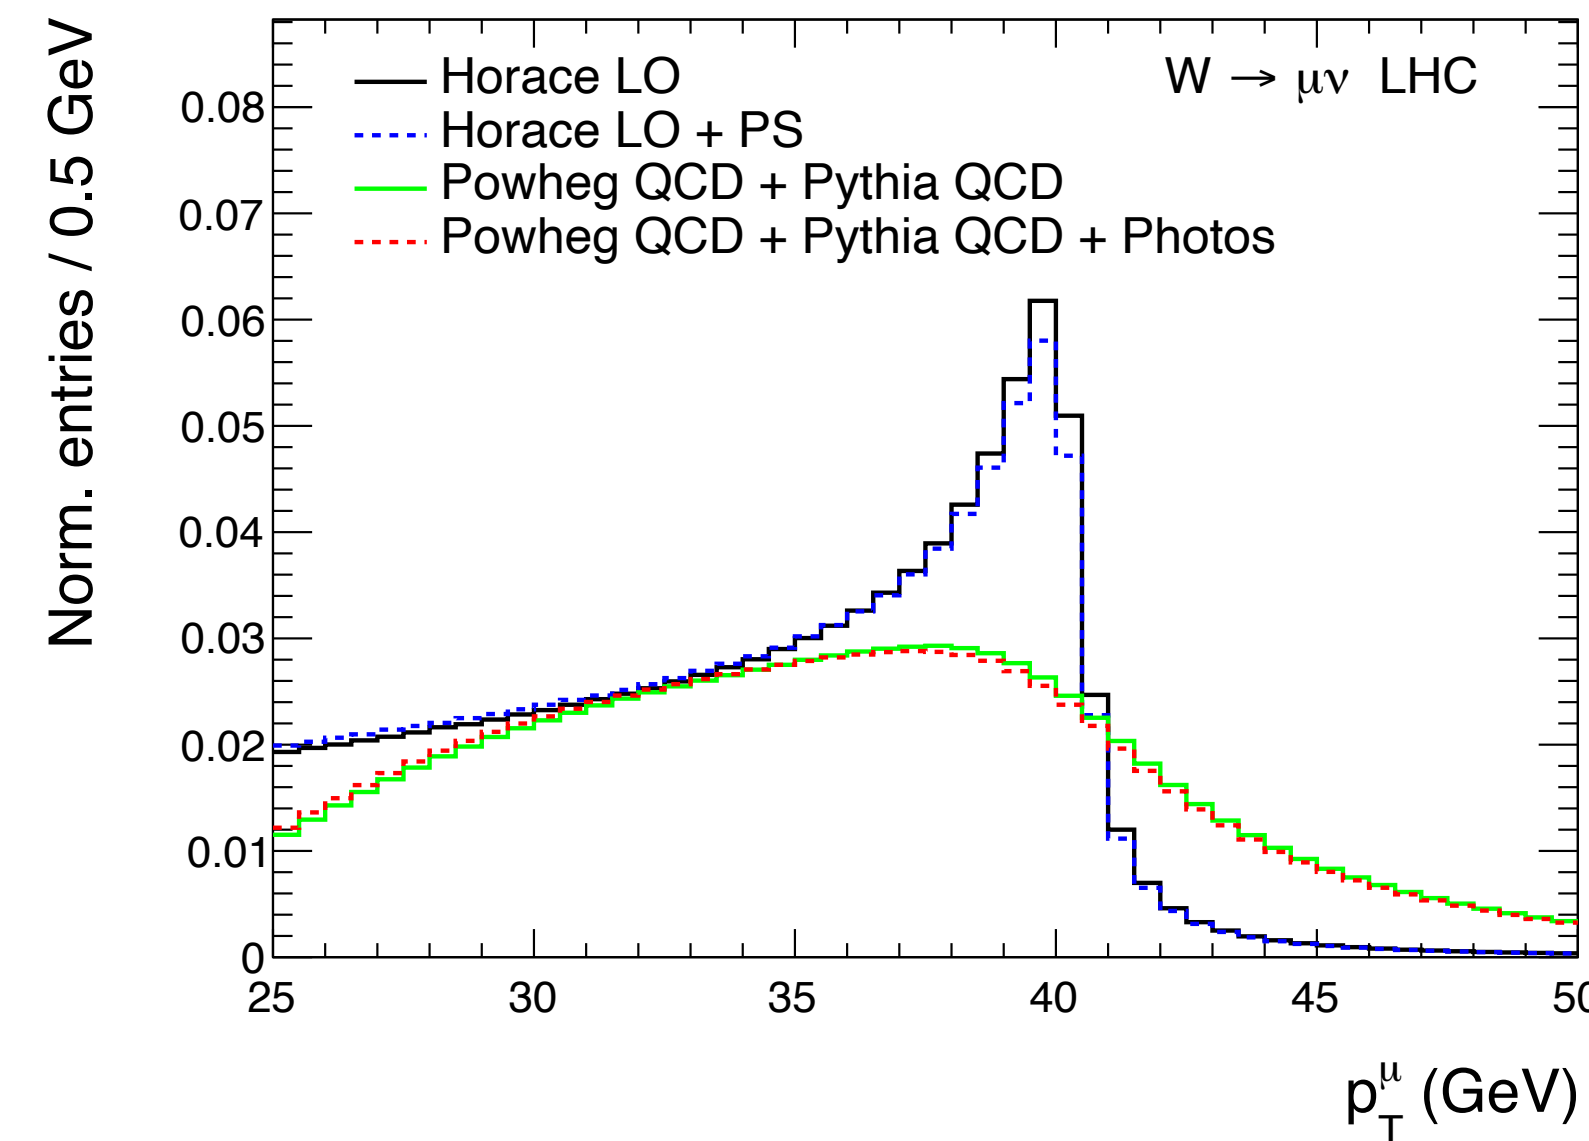 Norm. entries / 0.5 GeV
Horace LO
Horace LO + PS
Powheg QCD + Pythia QCD
Powheg QCD + Pythia QCD + Photos
W → μν LHC
0.08
0.07
0.06
0.05
0.04
0.03
0.02
0.01
0
25 30 35 40 45 50
p_T^μ (GeV)